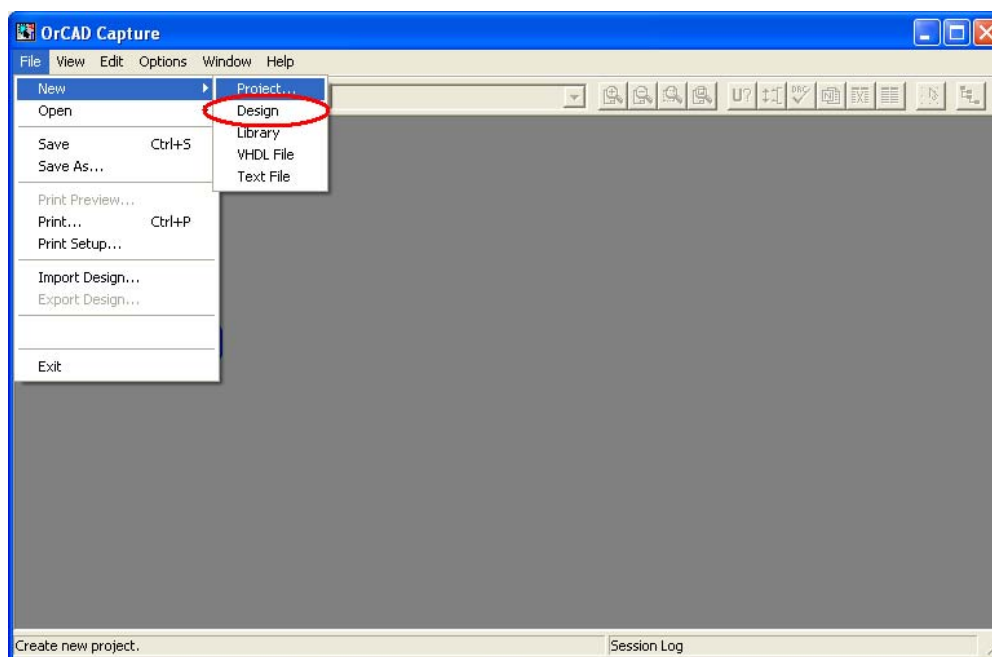 OrCAD Capture
File View Edit Options Window Help
New
Open
Save Ctrl+S
Save As...
Print Preview...
Print... Ctrl+P
Print Setup...
Import Design...
Export Design...
Exit
Project...
Design
Library
VHDL File
Text File
U?
DRC
Create new project.
Session Log